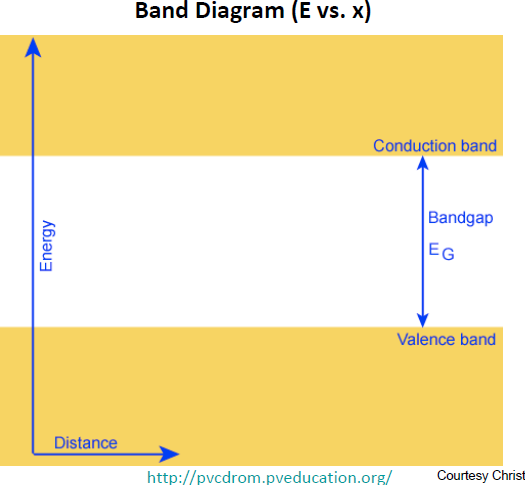 Band Diagram (E vs. x)
Conduction band
Bandgap
EG
Energy
Valence band
Distance
http://pvcdrom.pveducation.org/
Courtesy Christ